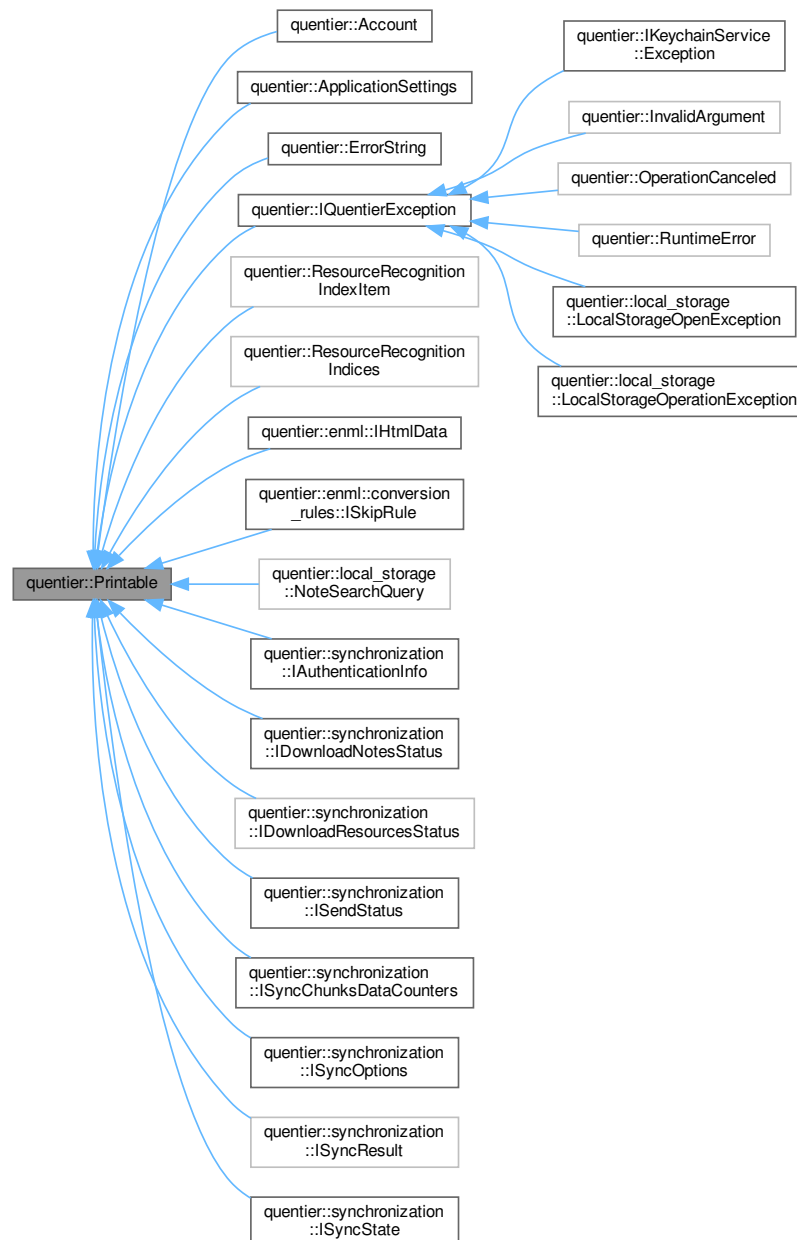 quentier::Account
quentier::ApplicationSettings
quentier::ErrorString
quentier::IQuentierException
quentier::IKeychainService
::Exception
quentier::InvalidArgument
quentier::OperationCanceled
quentier::RuntimeError
quentier::local_storage
::LocalStorageOpenException
quentier::local_storage
::LocalStorageOperationException
quentier::ResourceRecognition
IndexItem
quentier::ResourceRecognition
Indices
quentier::enml::IHtmlData
quentier::enml::conversion
_rules::ISkipRule
quentier::Printable
quentier::local_storage
::NoteSearchQuery
quentier::synchronization
::IAuthenticationInfo
quentier::synchronization
::IDownloadNotesStatus
quentier::synchronization
::IDownloadResourcesStatus
quentier::synchronization
::ISendStatus
quentier::synchronization
::ISyncChunksDataCounters
quentier::synchronization
::ISyncOptions
quentier::synchronization
::ISyncResult
quentier::synchronization
::ISyncState